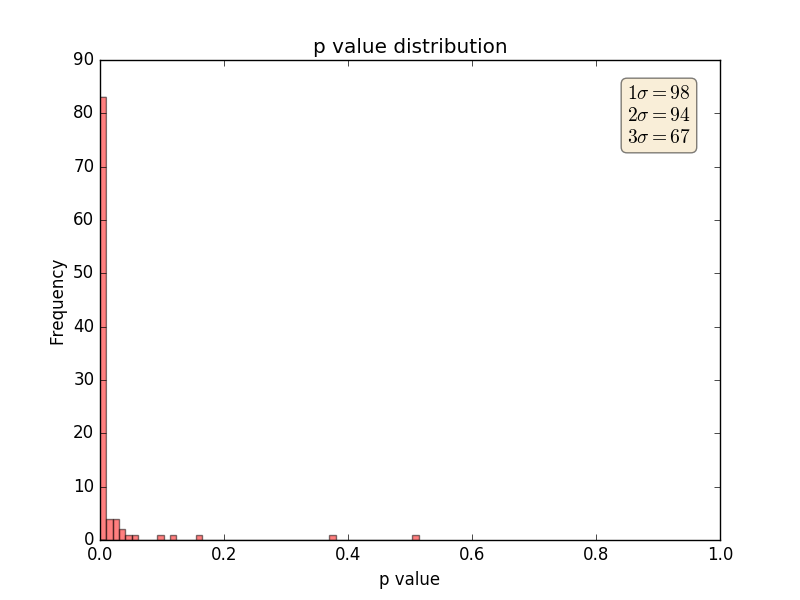 p value distribution
90
80
70
60
50
40
30
20
10
0
Frequency
1σ = 98
2σ = 94
3σ = 67
0.0 0.2 0.4 0.6 0.8 1.0
p value